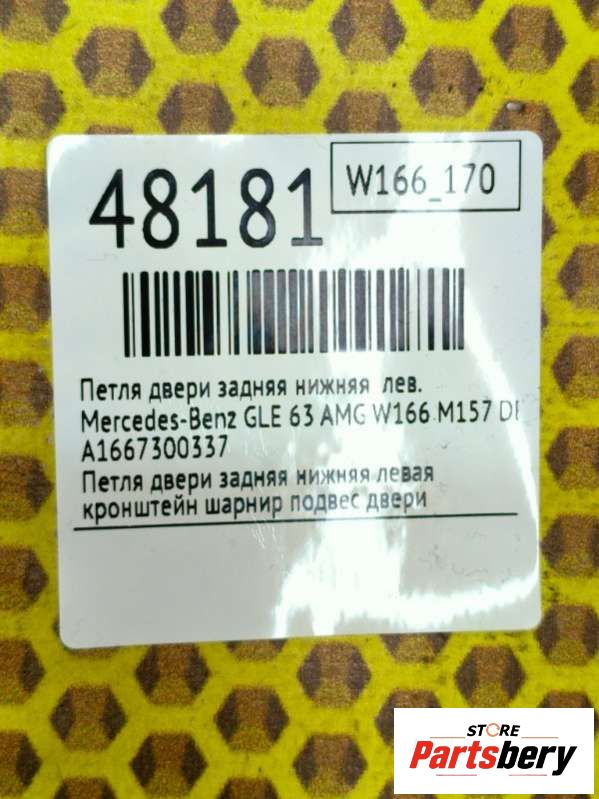 48181
W166_170
Петля двери задняя нижняя лев.
Mercedes-Benz GLE 63 AMG W166 M157 
A1667300337
Петля двери задняя нижняя левая
кронштейн шарнир подвес двери
STORE
Partsbery